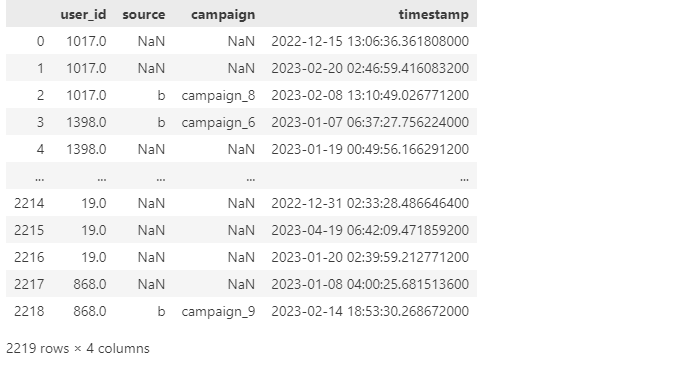 user_id source campaign timestamp
0 1017.0 NaN NaN 2022-12-15 13:06:36.361808000
1 1017.0 NaN NaN 2023-02-20 02:46:59.416083200
2 1017.0 b campaign_8 2023-02-08 13:10:49.026771200
3 1398.0 b campaign_6 2023-01-07 06:37:27.756224000
4 1398.0 NaN NaN 2023-01-19 00:49:56.166291200
... ... ... ... ...
2214 19.0 NaN NaN 2022-12-31 02:33:28.486646400
2215 19.0 NaN NaN 2023-04-19 06:42:09.471859200
2216 19.0 NaN NaN 2023-01-20 02:39:59.212771200
2217 868.0 NaN NaN 2023-01-08 04:00:25.681513600
2218 868.0 b campaign_9 2023-02-14 18:53:30.268672000
2219 rows × 4 columns